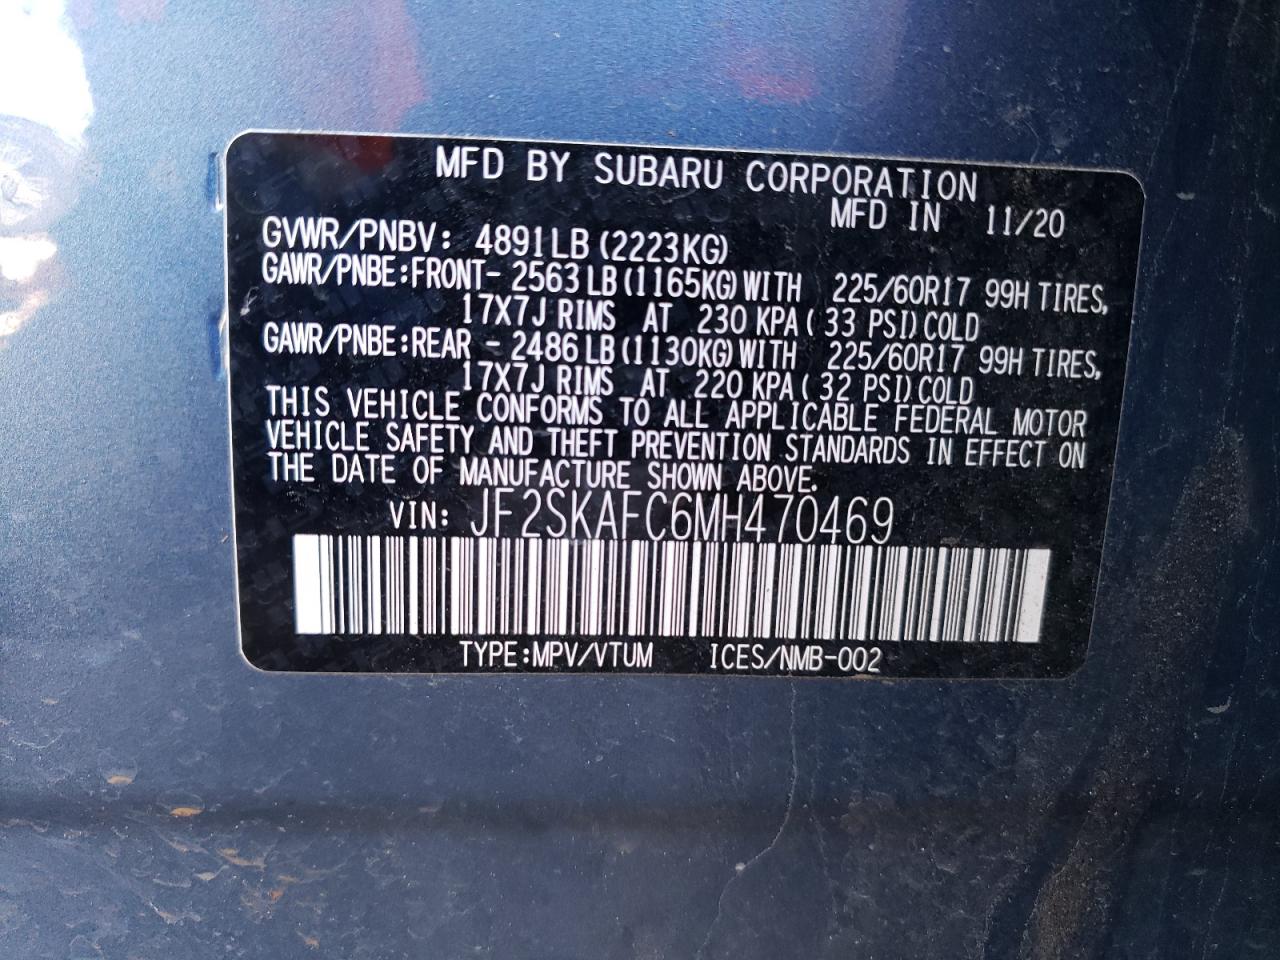 MFD BY SUBARU CORPORATION
MFD IN 11/20
GVWR/PNBV: 4891LB (2223KG)
GAWR/PNBE:FRONT- 2563LB(1165KG)WITH 225/60R17 99H TIRES,
17X7J RIMS AT 230 KPA( 33 PSI)COLD
GAWR/PNBE:REAR - 2486LB(1130KG)WITH 225/60R17 99H TIRES,
17X7J RIMS AT 220 KPA( 32 PSI)COLD
THIS VEHICLE CONFORMS TO ALL APPLICABLE FEDERAL MOTOR
VEHICLE SAFETY AND THEFT PREVENTION STANDARDS IN EFFECT ON
THE DATE OF MANUFACTURE SHOWN ABOVE.
VIN: JF2SKAFC6MH470469
TYPE:MPV/VTUM ICES/NMB-002